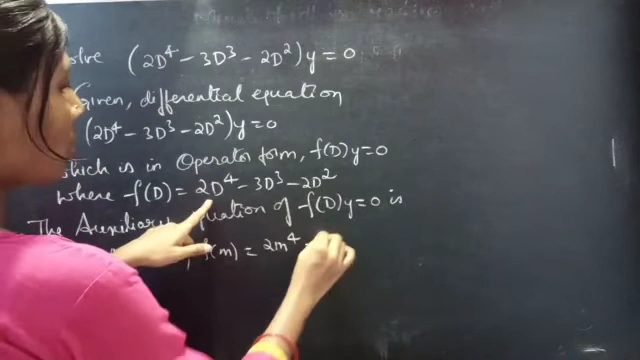 (2D⁴ − 3D³ − 2D²)y = 0
Given, differential equation
(2D⁴ − 3D³ − 2D²)y = 0
which is in Operator form, f(D)y = 0
where f(D) = 2D⁴ − 3D³ − 2D²
The Auxiliary equation of f(D)y = 0 is
f(m) = 2m⁴